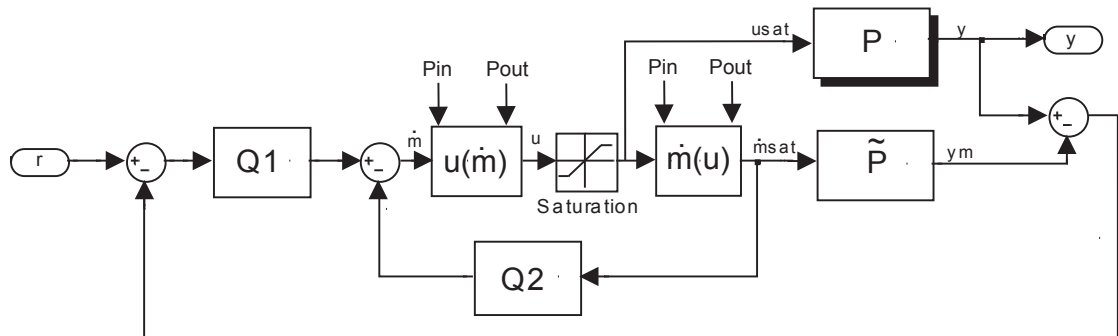 usat
P
y
y
Pin
Pout
Pin
Pout
r
+
−
Q1
+
−
ṁ
u(ṁ)
u
Saturation
ṁ(u)
ṁsat
P̃
ym
+
−
Q2